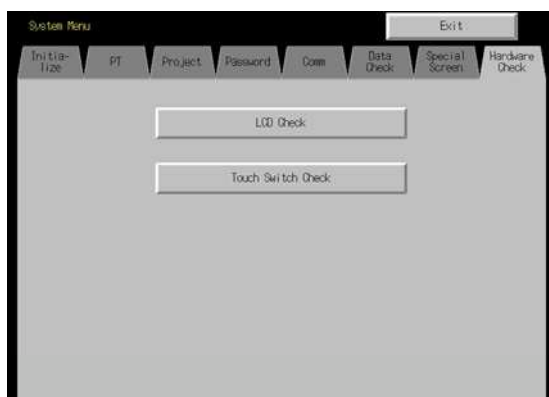 System Menu
Exit
Initia-
lize
PT
Project
Password
Comm
Data
Check
Special
Screen
Hardware
Check
LCD Check
Touch Switch Check